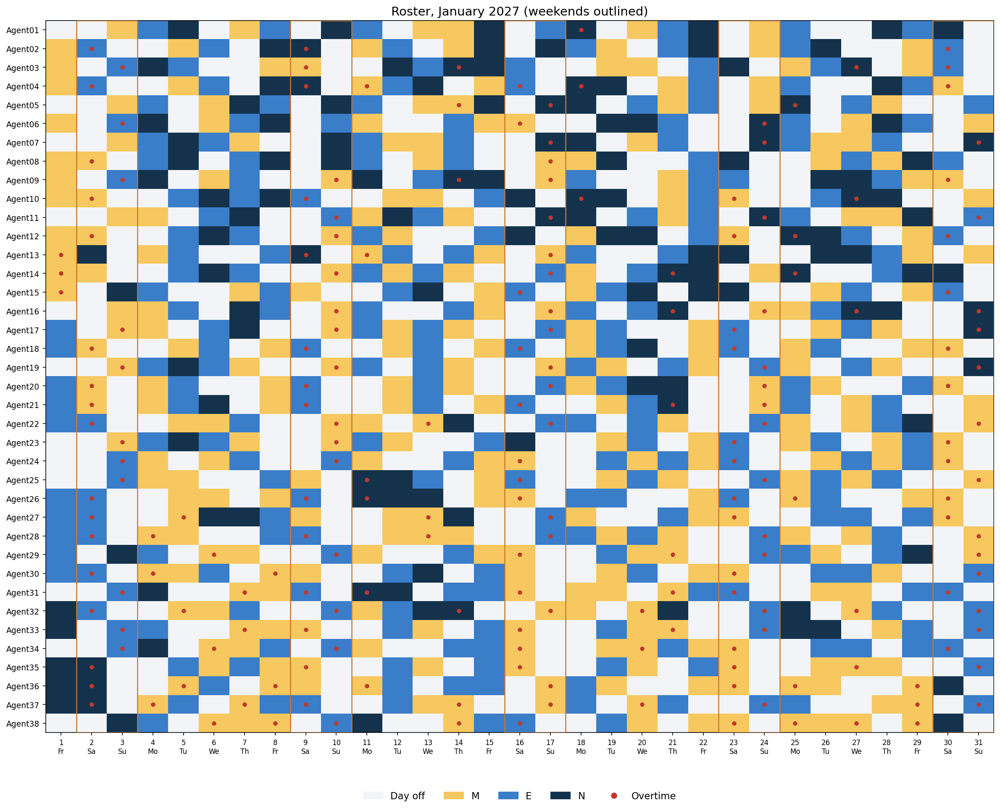 Roster, January 2027 (weekends outlined)
Agent01
Agent02
Agent03
Agent04
Agent05
Agent06
Agent07
Agent08
Agent09
Agent10
Agent11
Agent12
Agent13
Agent14
Agent15
Agent16
Agent17
Agent18
Agent19
Agent20
Agent21
Agent22
Agent23
Agent24
Agent25
Agent26
Agent27
Agent28
Agent29
Agent30
Agent31
Agent32
Agent33
Agent34
Agent35
Agent36
Agent37
Agent38
1 2 3 4 5 6 7 8 9 10 11 12 13 14 15 16 17 18 19 20 21 22 23 24 25 26 27 28 29 30 31
Fr Sa Su Mo Tu We Th Fr Sa Su Mo Tu We Th Fr Sa Su Mo Tu We Th Fr Sa Su Mo Tu We Th Fr Sa Su
Day off M E N Overtime